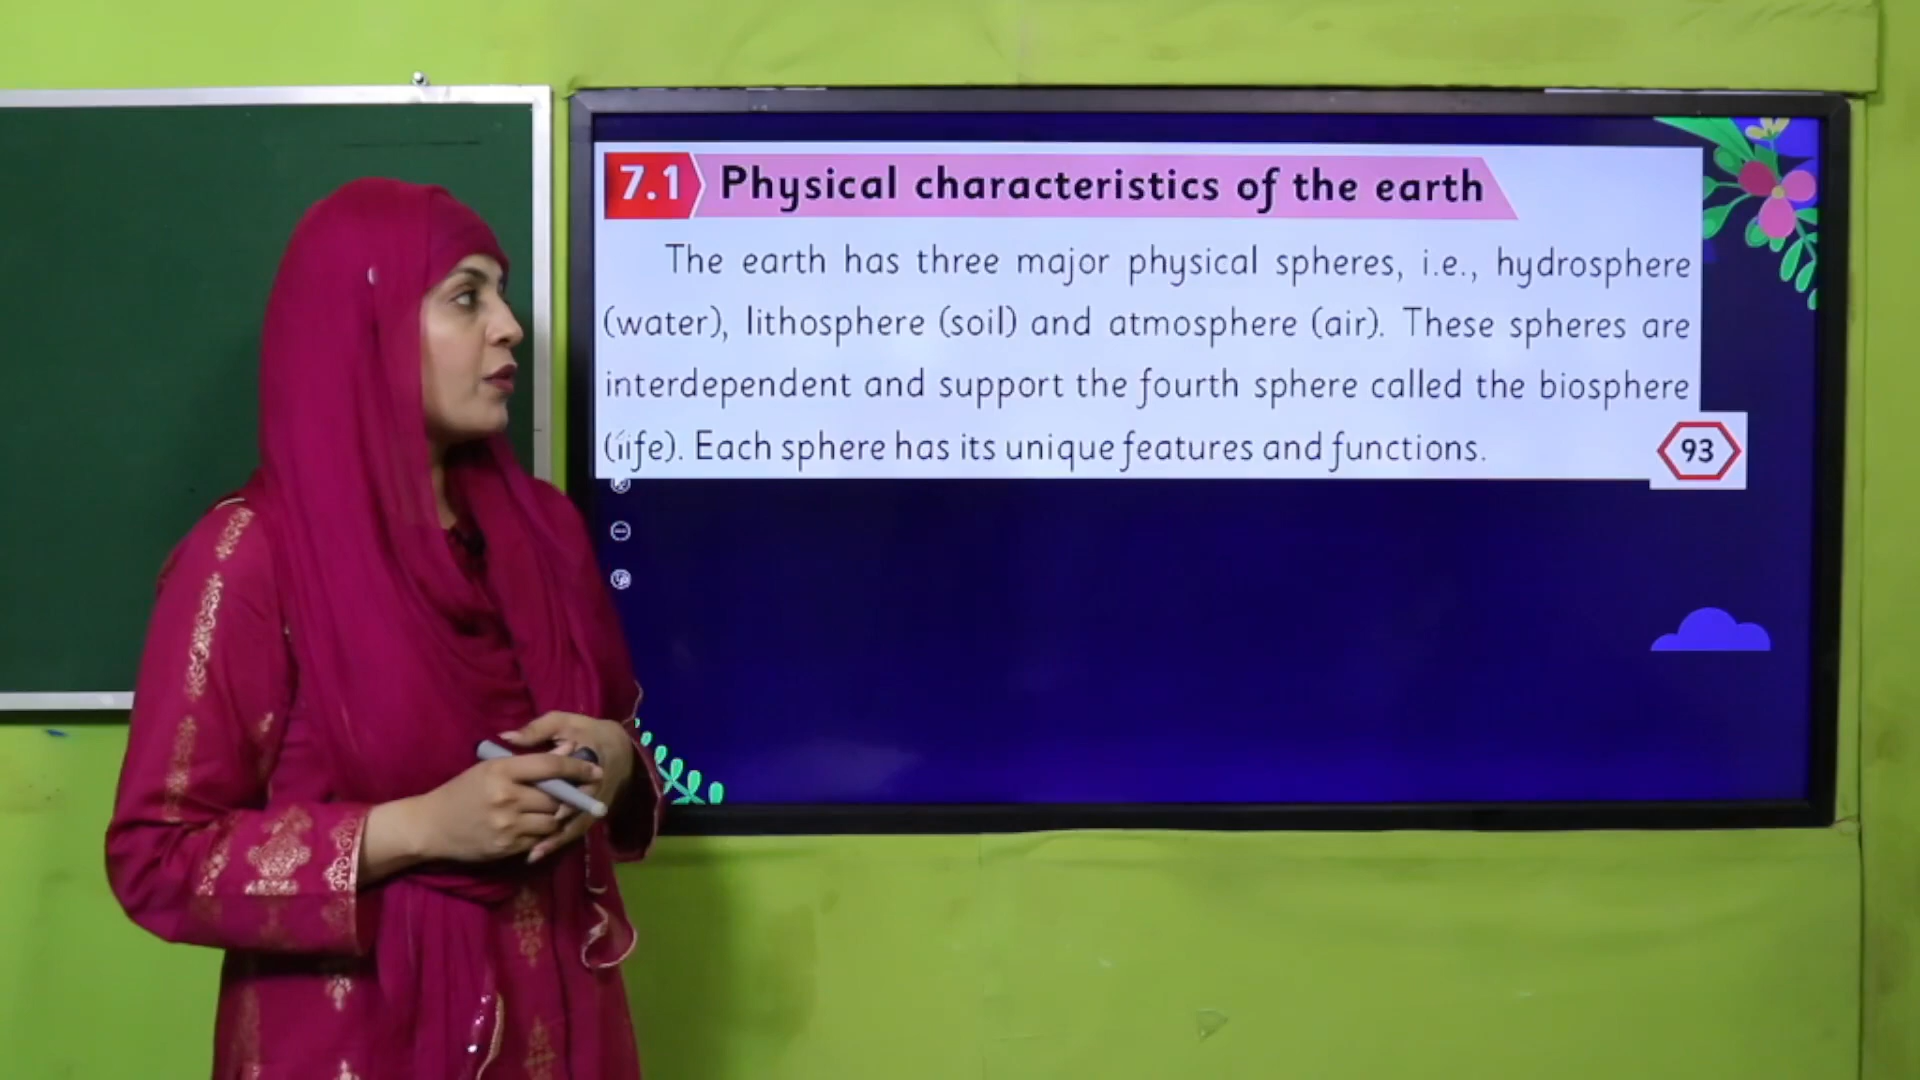 7.1 Physical characteristics of the earth
The earth has three major physical spheres, i.e., hydrosphere
(water), lithosphere (soil) and atmosphere (air). These spheres are
interdependent and support the fourth sphere called the biosphere
(life). Each sphere has its unique features and functions.
93